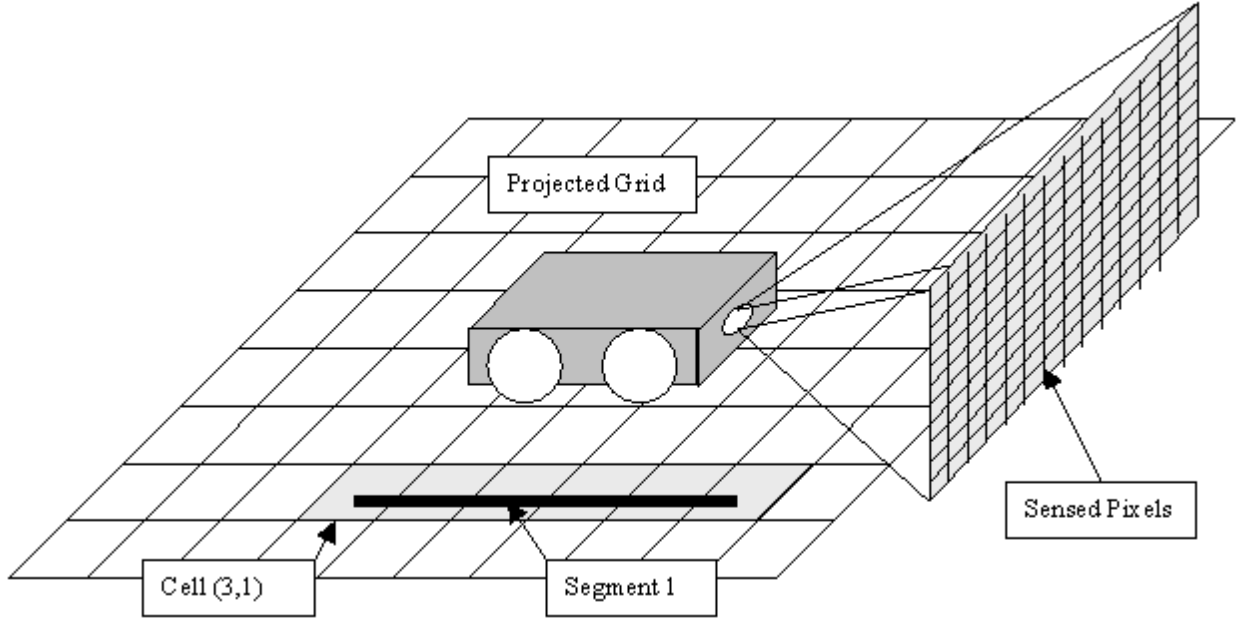 Projected Grid
Sensed Pixels
Cell (3,1)
Segment 1